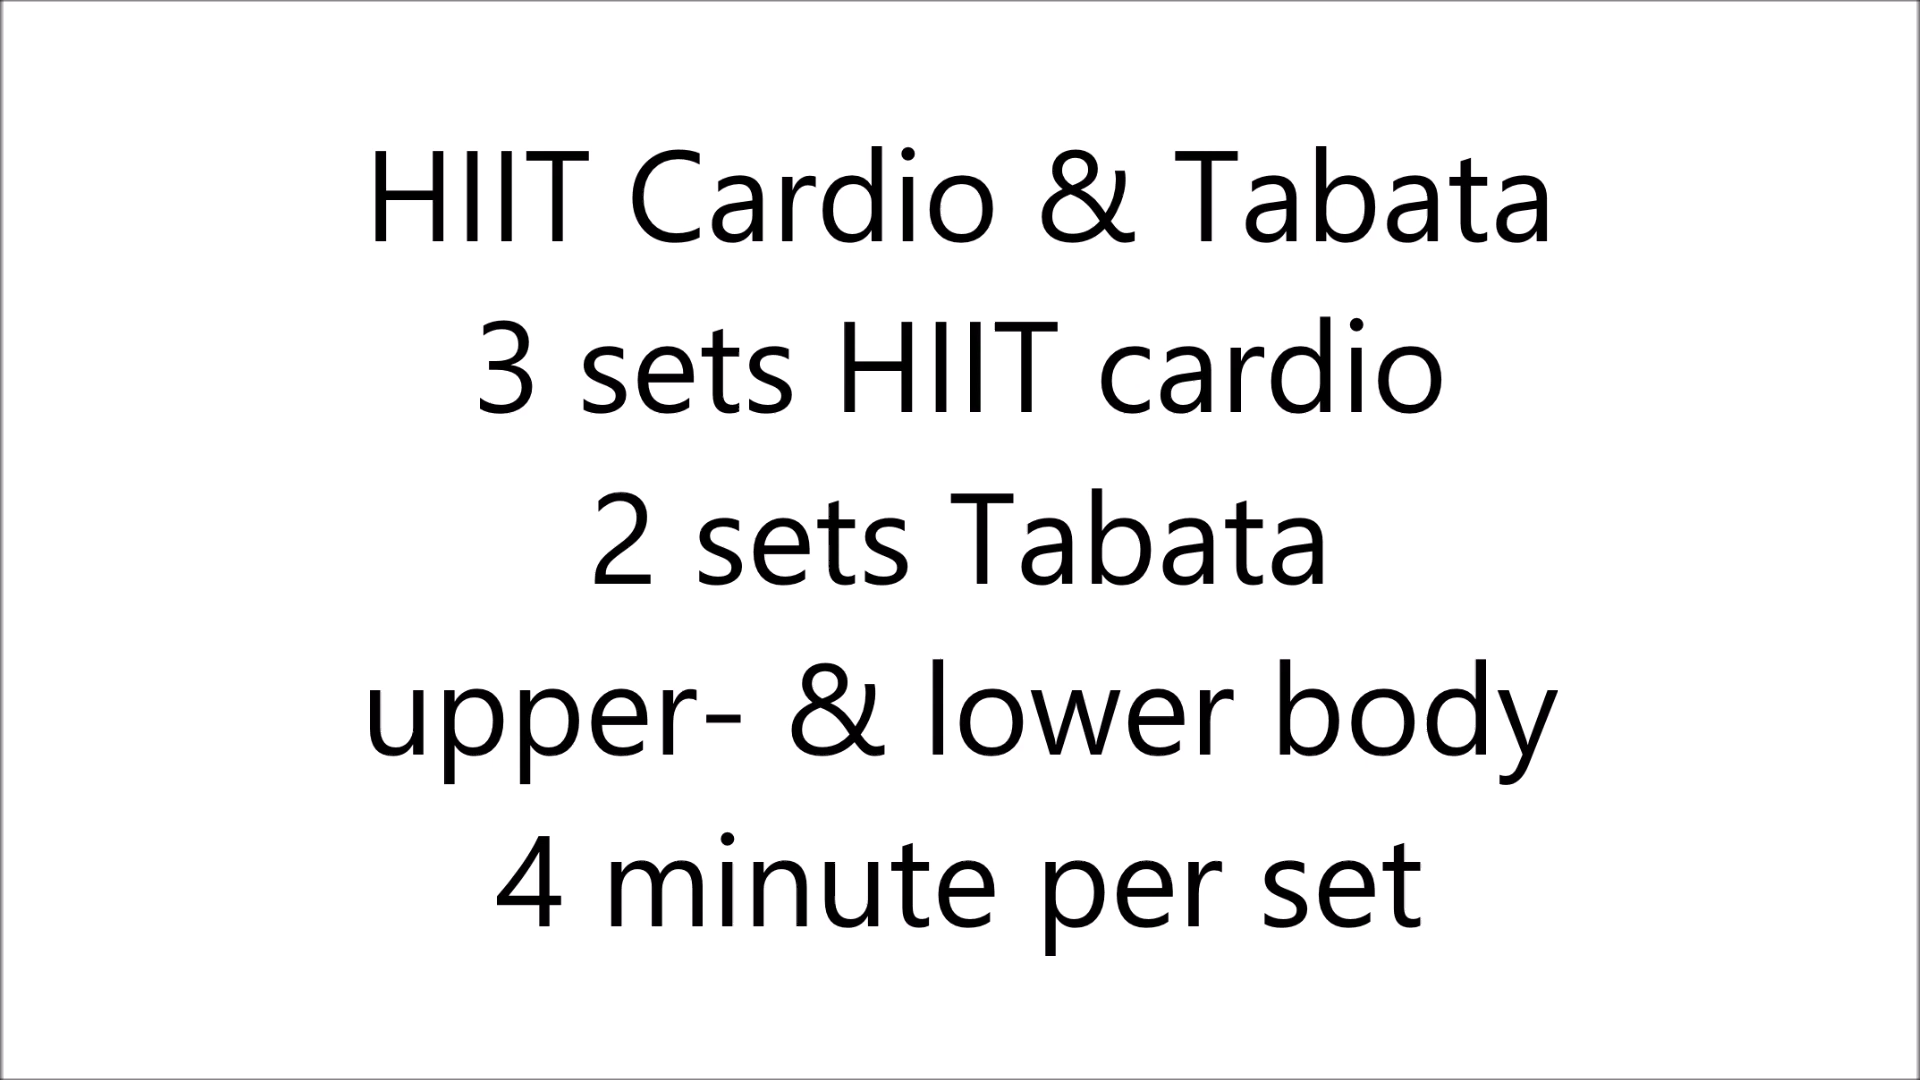 HIIT Cardio & Tabata
3 sets HIIT cardio
2 sets Tabata
upper- & lower body
4 minute per set